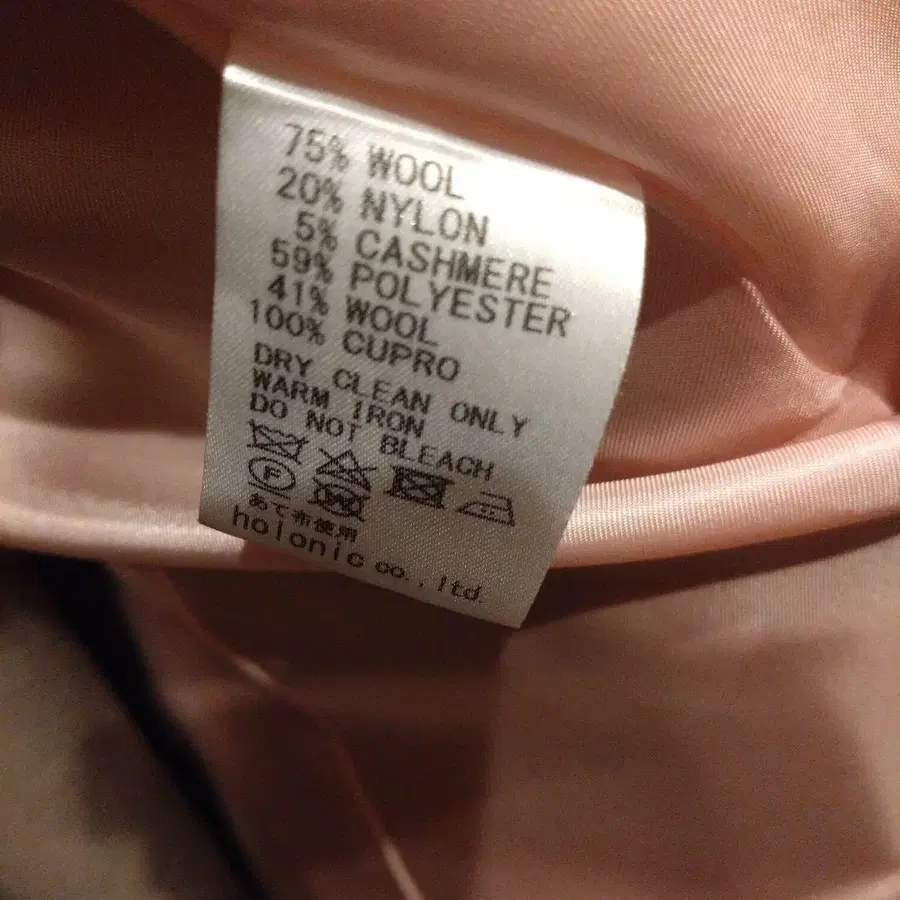 75% WOOL
20% NYLON
5% CASHMERE
59% POLYESTER
41% WOOL
100% CUPRO
DRY CLEAN ONLY
WARM IRON
DO NOT BLEACH
F W
あて布使用
holonic co., ltd.